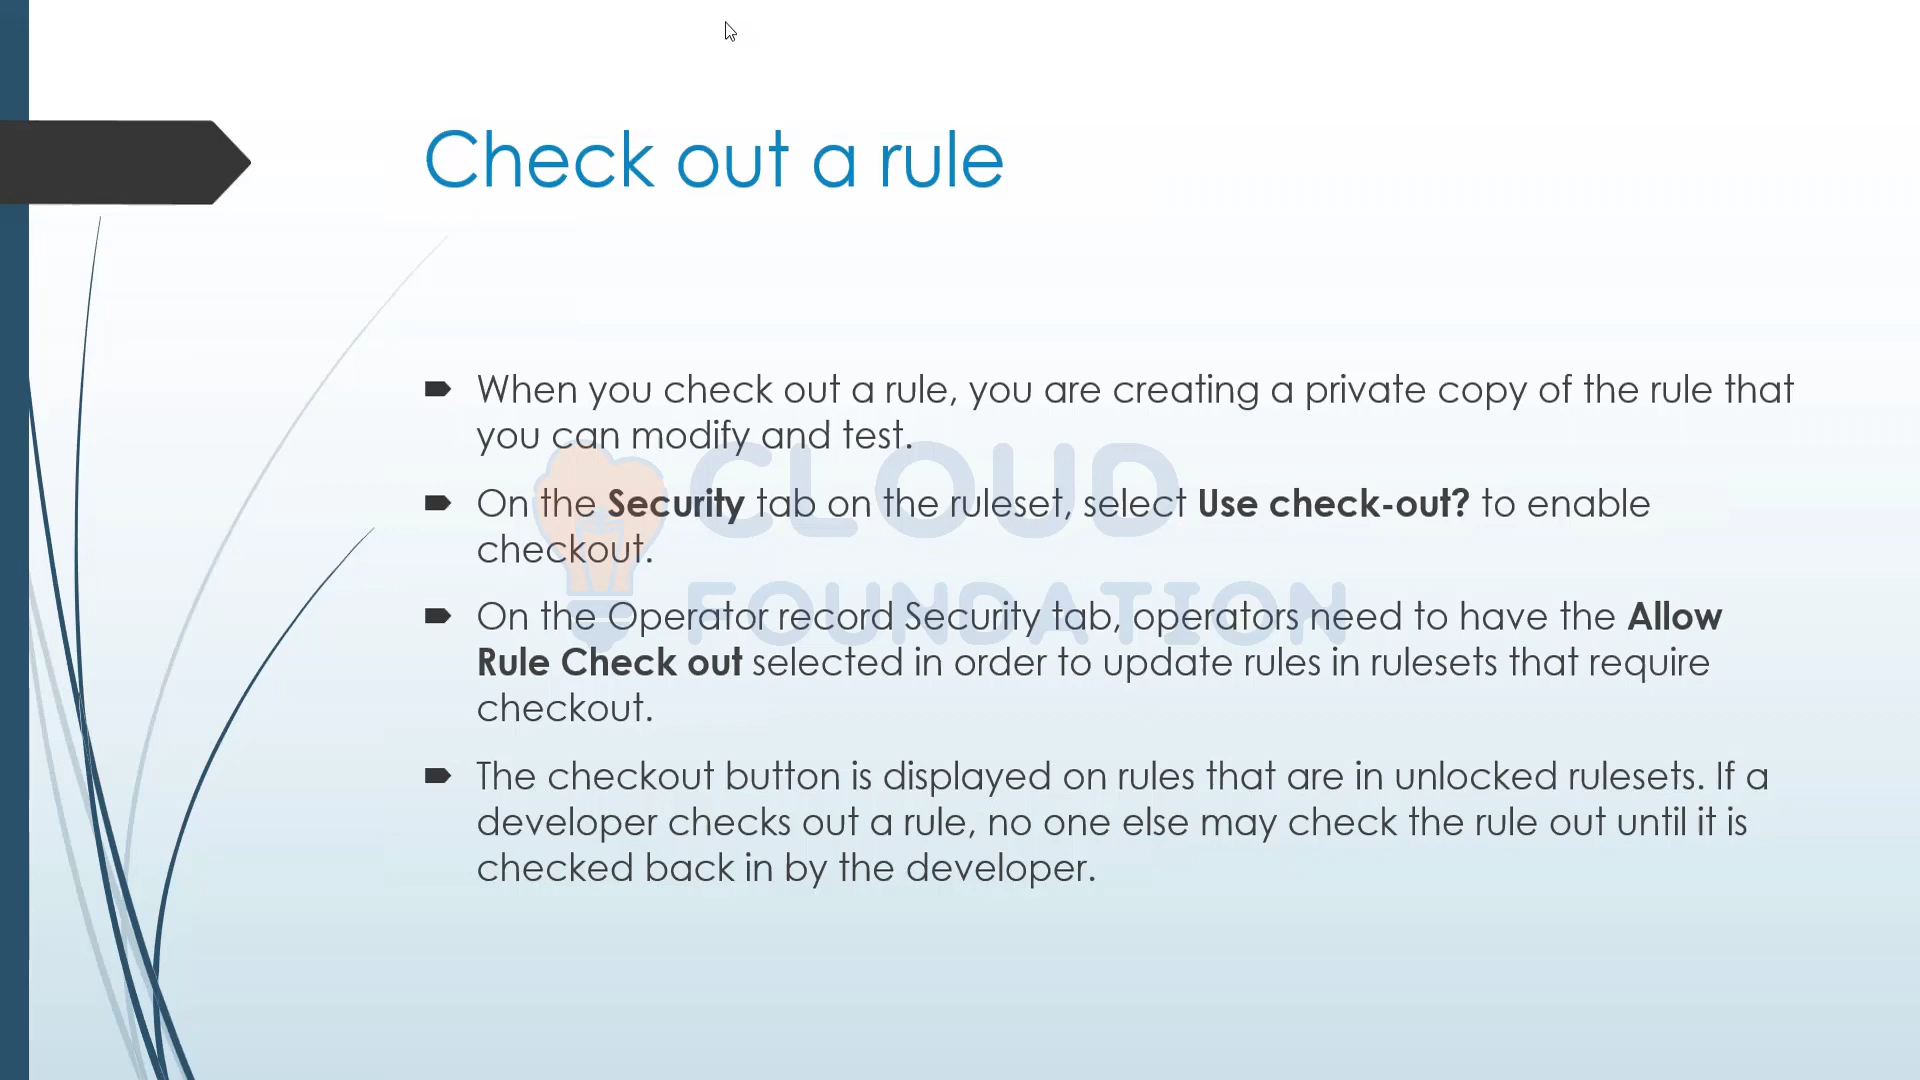 Check out a rule
When you check out a rule, you are creating a private copy of the rule that
you can modify and test.
On the Security tab on the ruleset, select Use check-out? to enable
checkout.
On the Operator record Security tab, operators need to have the Allow
Rule Check out selected in order to update rules in rulesets that require
checkout.
The checkout button is displayed on rules that are in unlocked rulesets. If a
developer checks out a rule, no one else may check the rule out until it is
checked back in by the developer.
CLOUD
FOUNDATION